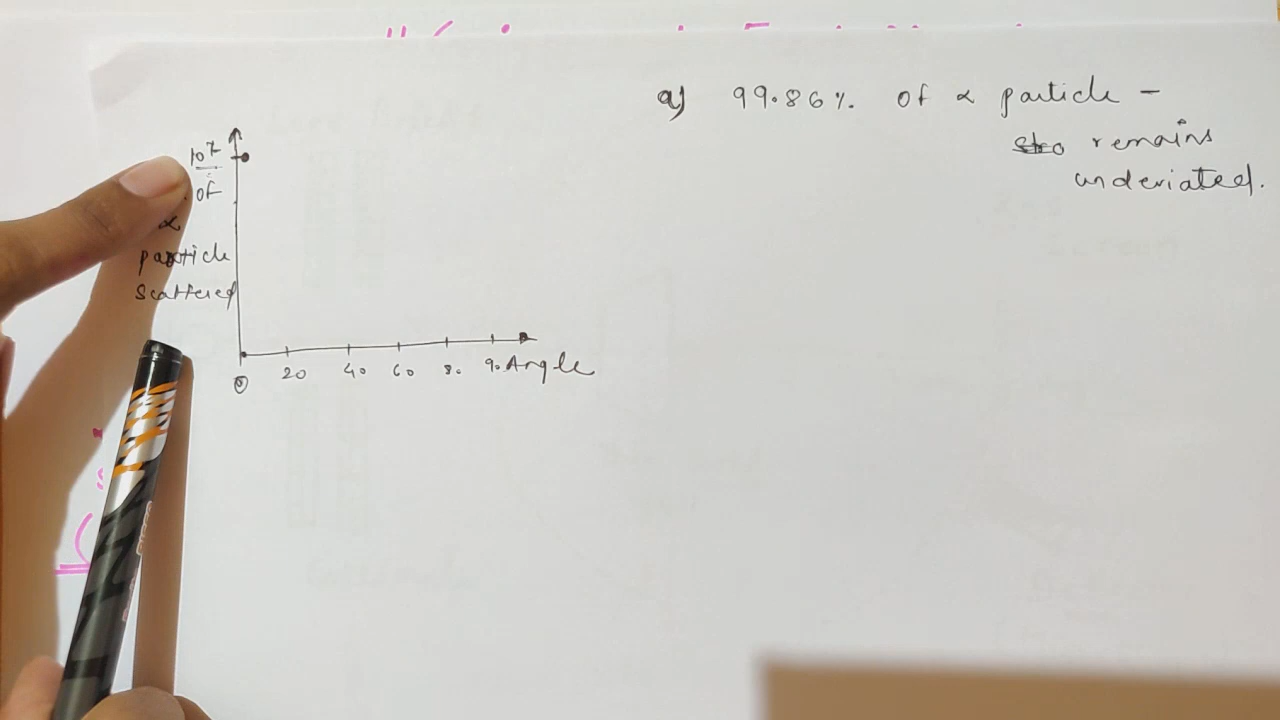 a) 99.86%. of α particle -
remains
undeviated.
10⁷
of
α
particle
scattered
0 20 40 60 80 90 Angle